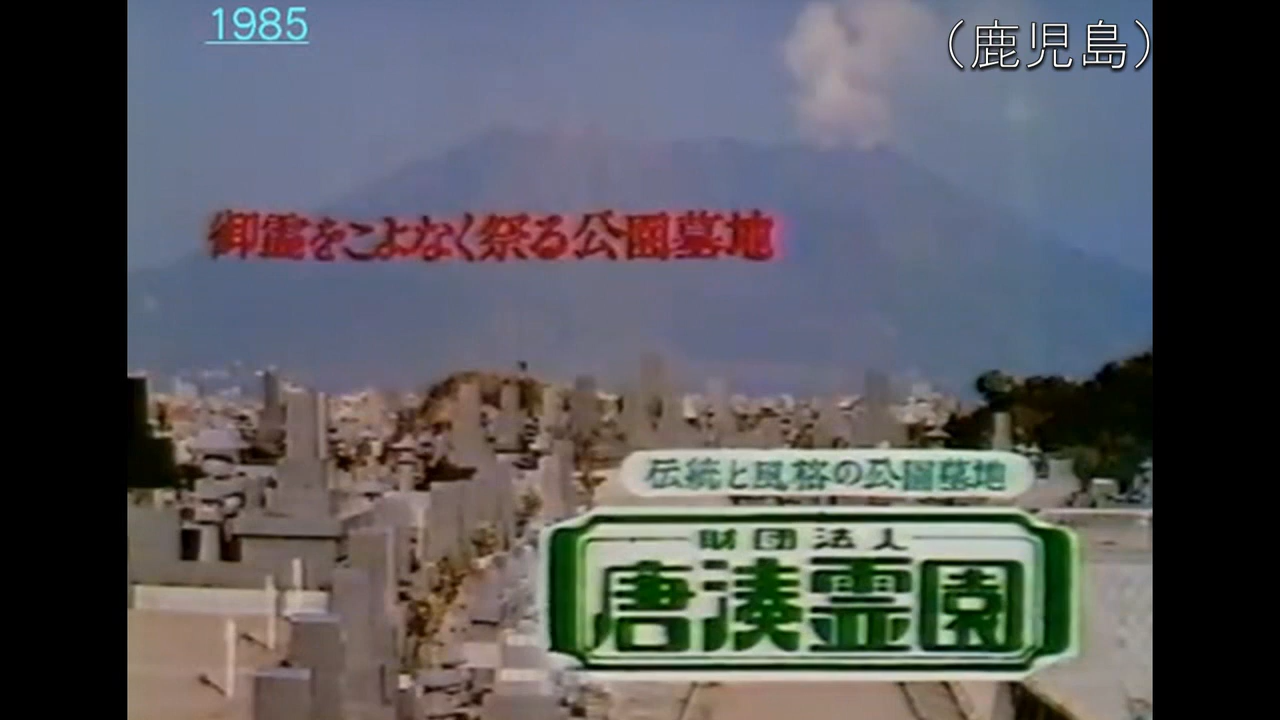 1985
（鹿児島）
御霊をこよなく祭る公園墓地
伝統と風格の公園墓地
財団法人
唐湊霊園